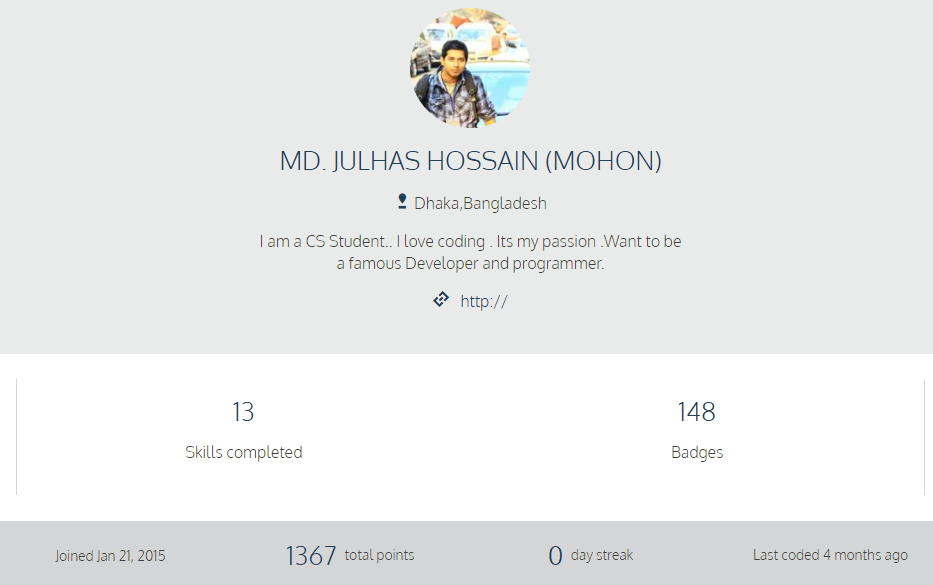 MD. JULHAS HOSSAIN (MOHON)
Dhaka,Bangladesh
I am a CS Student.. I love coding . Its my passion .Want to be
a famous Developer and programmer.
http://
13
Skills completed
148
Badges
Joined Jan 21, 2015
1367 total points
0 day streak
Last coded 4 months ago